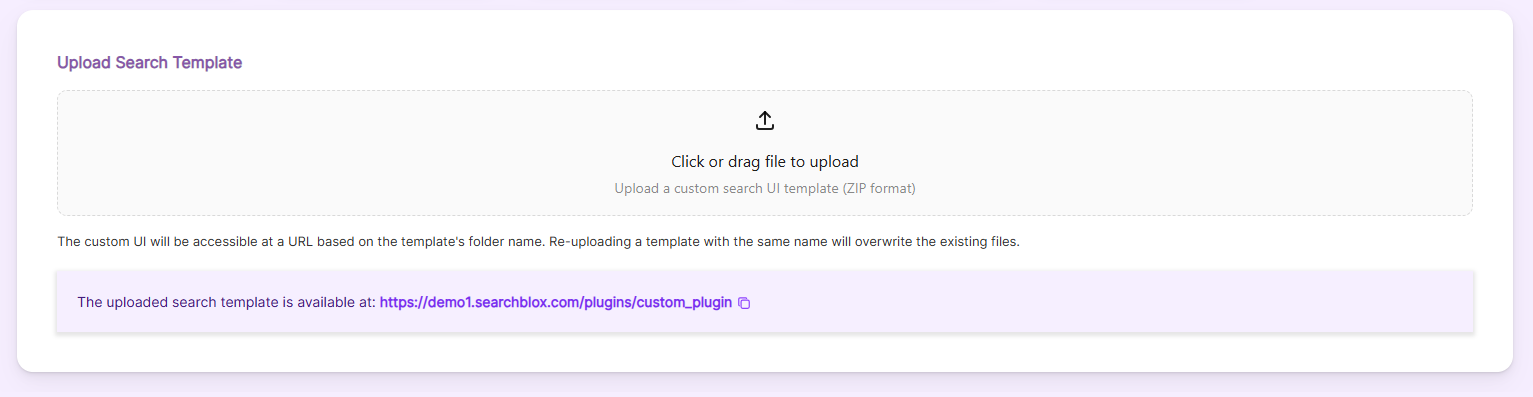 Upload Search Template
Click or drag file to upload
Upload a custom search UI template (ZIP format)
The custom UI will be accessible at a URL based on the template's folder name. Re-uploading a template with the same name will overwrite the existing files.
The uploaded search template is available at: https://demo1.searchblox.com/plugins/custom_plugin